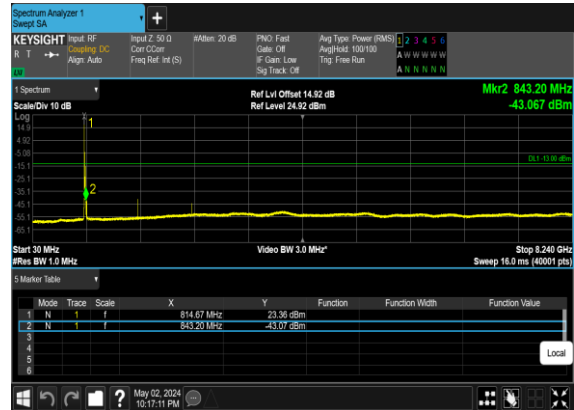 Spectrum Analyzer 1
Swept SA
+
KEYSIGHT Input: RF Input Z: 50 Ω #Atten: 20 dB PNO: Fast Avg Type: Power (RMS) 1 2 3 4 5 6
R T Coupling: DC Corr CCorr Gate: Off Avg|Hold: 100/100 A W W W W W
Align: Auto Freq Ref: Int (S) IF Gain: Low Trig: Free Run
Sig Track: Off A N N N N N
LXI
1 Spectrum Ref Lvl Offset 14.92 dB Mkr2 843.20 MHz
Scale/Div 10 dB Ref Level 24.92 dBm -43.067 dBm
Log
14.9
4.92
-5.08
-15.1
-25.1
-35.1
-45.1
-55.1
-65.1
1
2
DL1 -13.00 dBm
Start 30 MHz Video BW 3.0 MHz* Stop 8.240 GHz
#Res BW 1.0 MHz Sweep 16.0 ms (40001 pts)
5 Marker Table
Mode Trace Scale X Y Function Function Width Function Value
1 N 1 f 814.67 MHz 23.36 dBm
2 N 1 f 843.20 MHz -43.07 dBm
3
4
5
6
Local
? May 02, 2024
10:17:11 PM